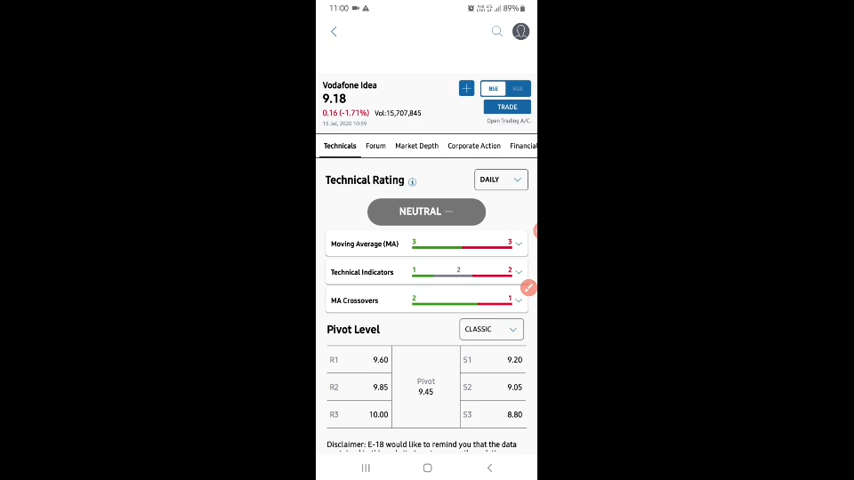 11:00 89%
Vodafone Idea
9.18
0.16 (-1.71%) Vol:15,707,845
BSE NSE
TRADE
Open Trading A/C.
Technicals Forum Market Depth Corporate Action Financial
Technical Rating DAILY
NEUTRAL
Moving Average (MA) 3 3
Technical Indicators 1 2 2
MA Crossovers 2 1
Pivot Level CLASSIC
R1 9.60 S1 9.20
R2 9.85 Pivot 9.45 S2 9.05
R3 10.00 S3 8.80
Disclaimer: E-18 would like to remind you that the data